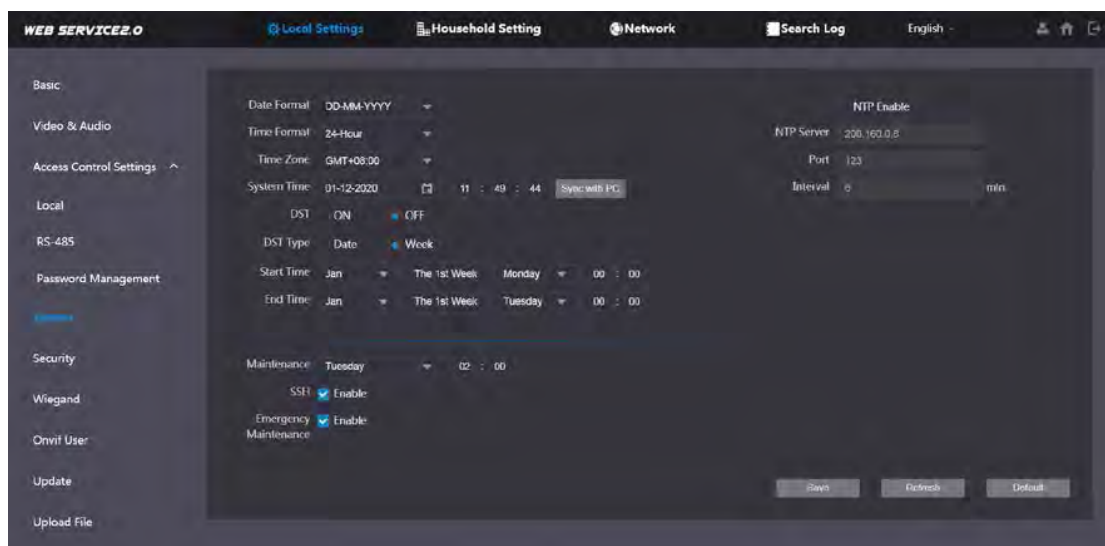 WEB SERVICE2.0 Local Settings Household Setting Network Search Log English
Basic
Video & Audio
Access Control Settings
Local
RS-485
Password Management
System
Security
Wiegand
Onvif User
Update
Upload File
Date Format DD-MM-YYYY
Time Format 24-Hour
Time Zone GMT+08:00
System Time 01-12-2020 11 : 49 : 44 Sync with PC
DST ON OFF
DST Type Date Week
Start Time Jan The 1st Week Monday 00 : 00
End Time Jan The 1st Week Tuesday 00 : 00
Maintenance Tuesday 02 : 00
SSH Enable
Emergency Maintenance Enable
NTP Enable
NTP Server 200.160.0.8
Port 123
Interval min.
Save Refresh Default